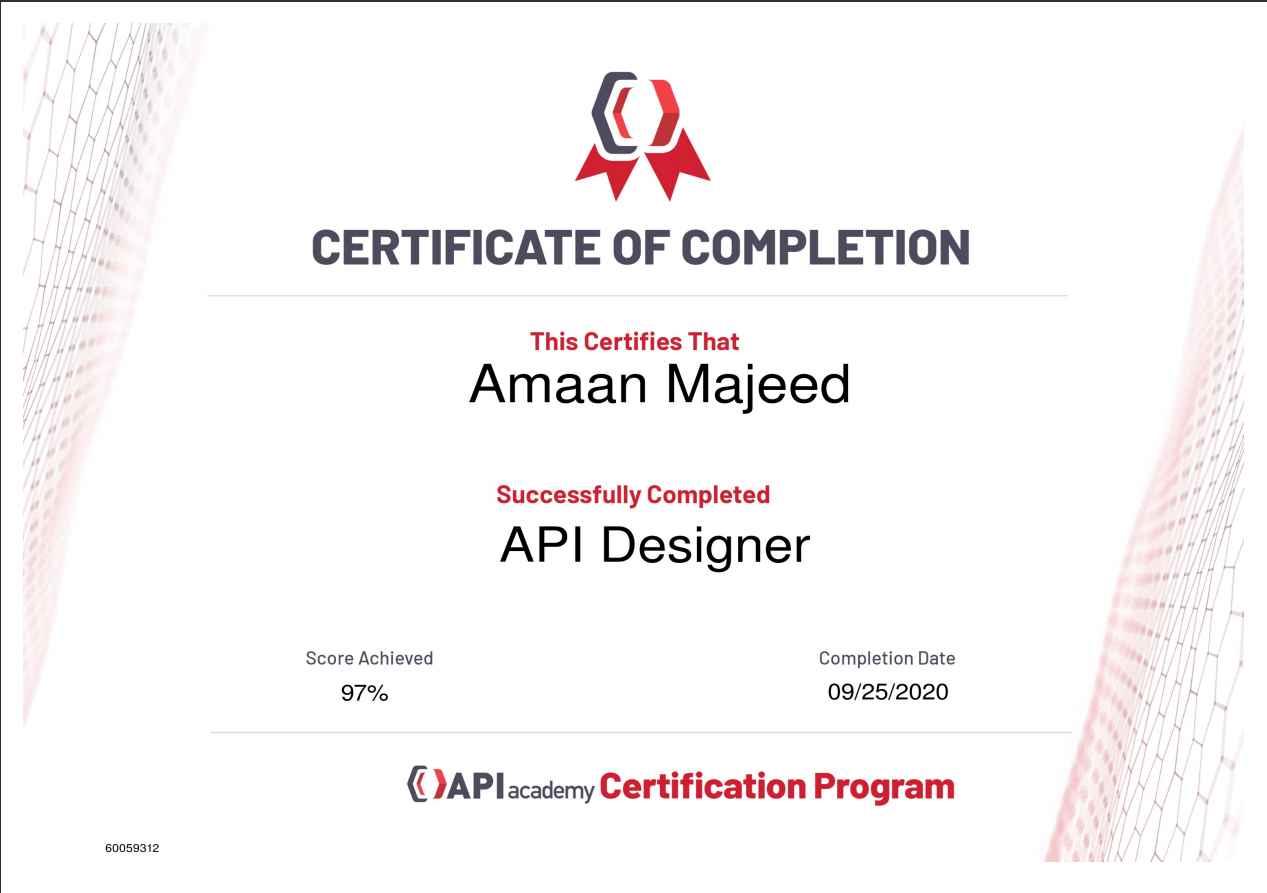 CERTIFICATE OF COMPLETION
This Certifies That
Amaan Majeed
Successfully Completed
API Designer
Score Achieved
97%
Completion Date
09/25/2020
API academy Certification Program
60059312